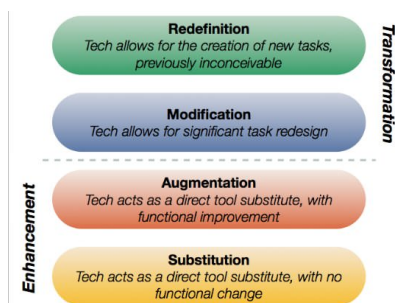 Redefinition
Tech allows for the creation of new tasks,
previously inconceivable
Modification
Tech allows for significant task redesign
Transformation
Augmentation
Tech acts as a direct tool substitute, with
functional improvement
Substitution
Tech acts as a direct tool substitute, with no
functional change
Enhancement